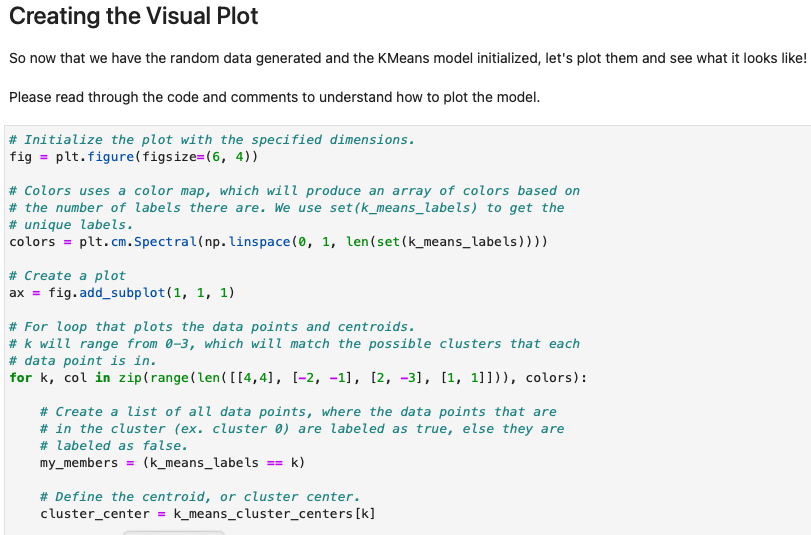 Creating the Visual Plot
So now that we have the random data generated and the KMeans model initialized, let's plot them and see what it looks like!
Please read through the code and comments to understand how to plot the model.
# Initialize the plot with the specified dimensions.
fig = plt.figure(figsize=(6, 4))
# Colors uses a color map, which will produce an array of colors based on
# the number of labels there are. We use set(k_means_labels) to get the
# unique labels.
colors = plt.cm.Spectral(np.linspace(0, 1, len(set(k_means_labels))))
# Create a plot
ax = fig.add_subplot(1, 1, 1)
# For loop that plots the data points and centroids.
# k will range from 0-3, which will match the possible clusters that each
# data point is in.
for k, col in zip(range(len([[4,4], [-2, -1], [2, -3], [1, 1]])), colors):
    # Create a list of all data points, where the data points that are
    # in the cluster (ex. cluster 0) are labeled as true, else they are
    # labeled as false.
    my_members = (k_means_labels == k)
    # Define the centroid, or cluster center.
    cluster_center = k_means_cluster_centers[k]